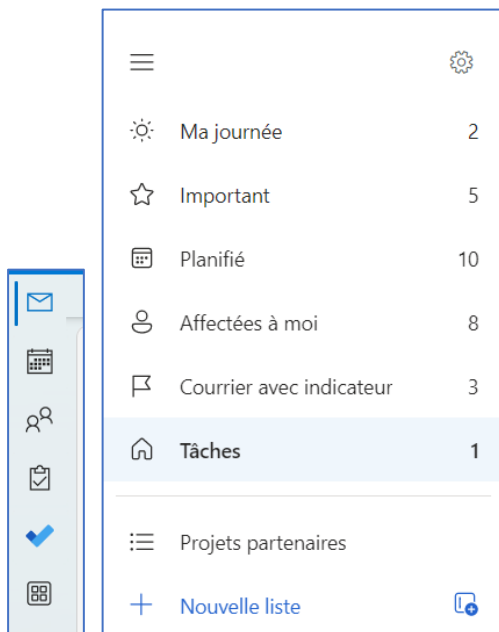 Ma journée 2
Important 5
Planifié 10
Affectées à moi 8
Courrier avec indicateur 3
Tâches 1
Projets partenaires
Nouvelle liste